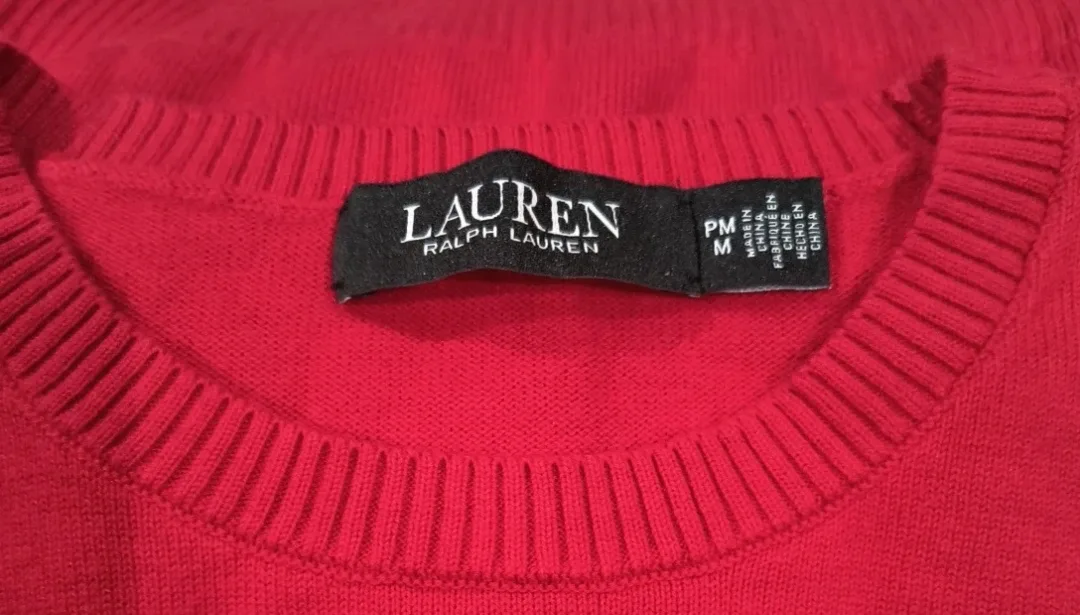 LAUREN
RALPH LAUREN
PM
M
MADE IN
CHINA
FABRIQUÉ EN
CHINE
HECHO EN
CHINA